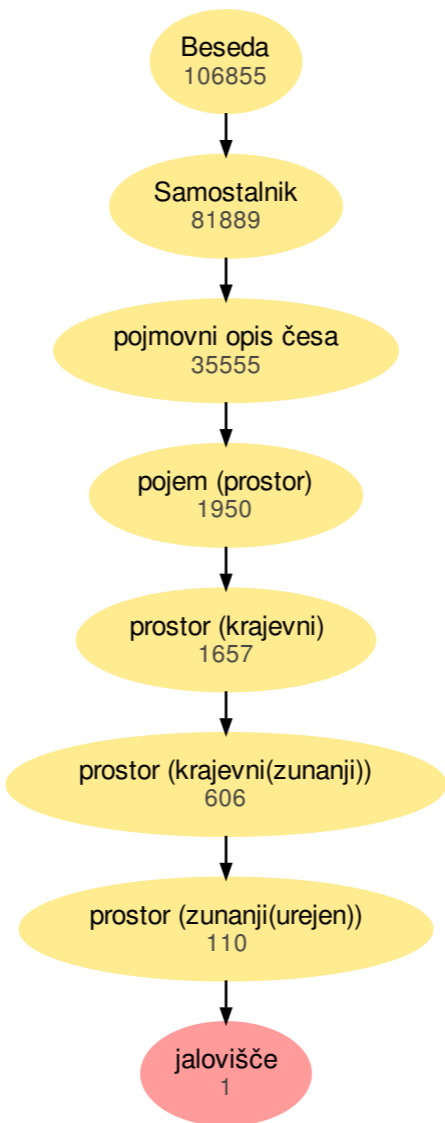 Beseda
106855
Samostalnik
81889
pojmovni opis česa
35555
pojem (prostor)
1950
prostor (krajevni)
1657
prostor (krajevni(zunanji))
606
prostor (zunanji(urejen))
110
jalovišče
1